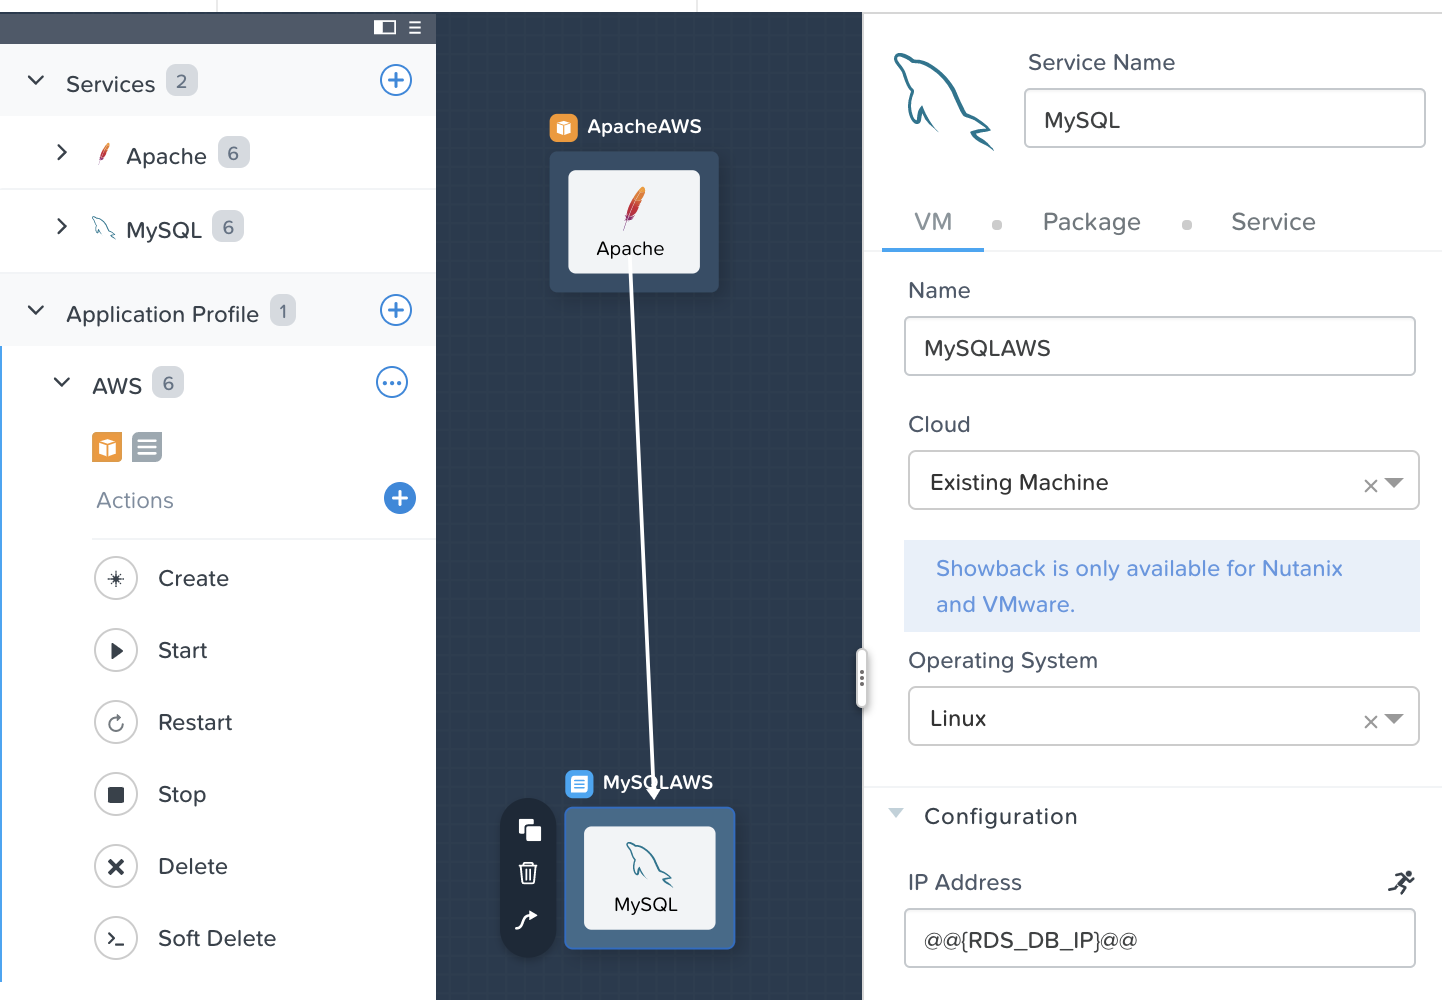 Services 2
Apache 6
MySQL 6
Application Profile 1
AWS 6
Actions
Create
Start
Restart
Stop
Delete
Soft Delete
ApacheAWS
Apache
MySQLAWS
MySQL
Service Name
MySQL
VM Package Service
Name
MySQLAWS
Cloud
Existing Machine
Showback is only available for Nutanix
and VMware.
Operating System
Linux
Configuration
IP Address
@@{RDS_DB_IP}@@